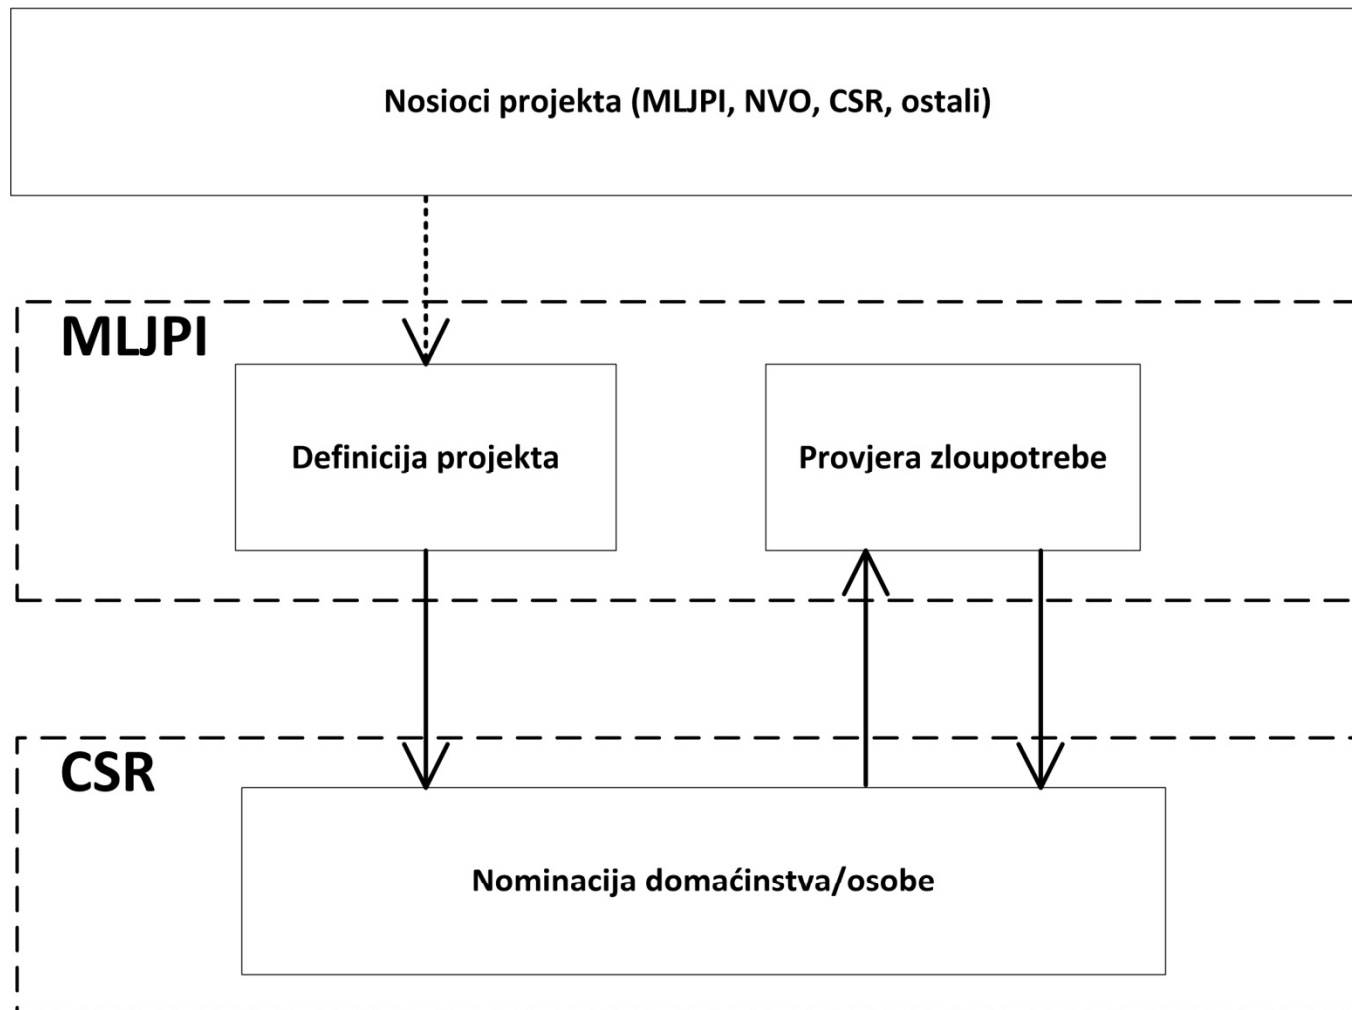 Nosioci projekta (MLJPI, NVO, CSR, ostali)
MLJPI
Definicija projekta
Provjera zloupotrebe
CSR
Nominacija domaćinstva/osobe